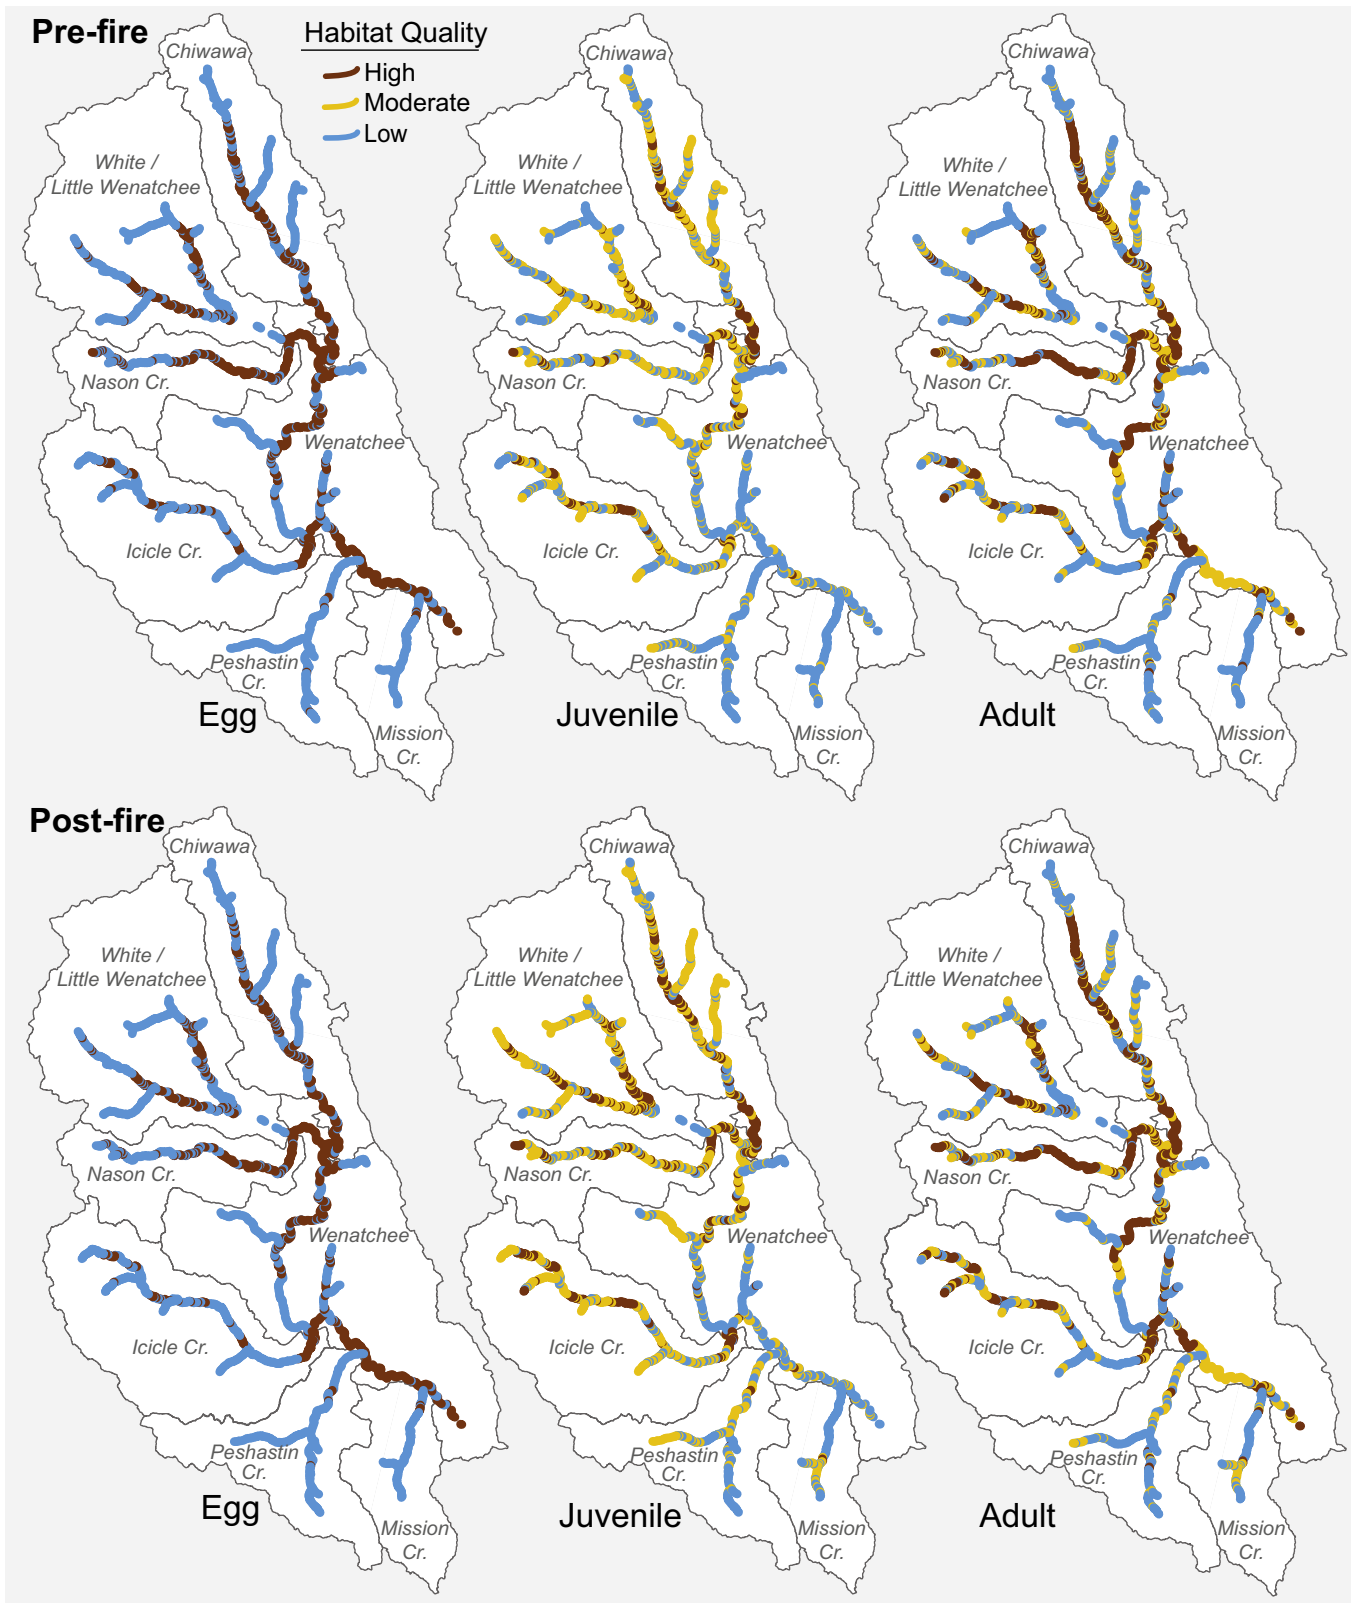 Pre-fire
Habitat Quality
High
Moderate
Low
Chiwawa
White /
Little Wenatchee
Nason Cr.
Wenatchee
Icicle Cr.
Peshastin
Cr.
Mission
Cr.
Egg
Chiwawa
White /
Little Wenatchee
Nason Cr.
Wenatchee
Icicle Cr.
Peshastin
Cr.
Mission
Cr.
Juvenile
Chiwawa
White /
Little Wenatchee
Nason Cr.
Wenatchee
Icicle Cr.
Peshastin
Cr.
Mission
Cr.
Adult
Post-fire
Chiwawa
White /
Little Wenatchee
Nason Cr.
Wenatchee
Icicle Cr.
Peshastin
Cr.
Mission
Cr.
Egg
Chiwawa
White /
Little Wenatchee
Nason Cr.
Wenatchee
Icicle Cr.
Peshastin
Cr.
Mission
Cr.
Juvenile
Chiwawa
White /
Little Wenatchee
Nason Cr.
Wenatchee
Icicle Cr.
Peshastin
Cr.
Mission
Cr.
Adult